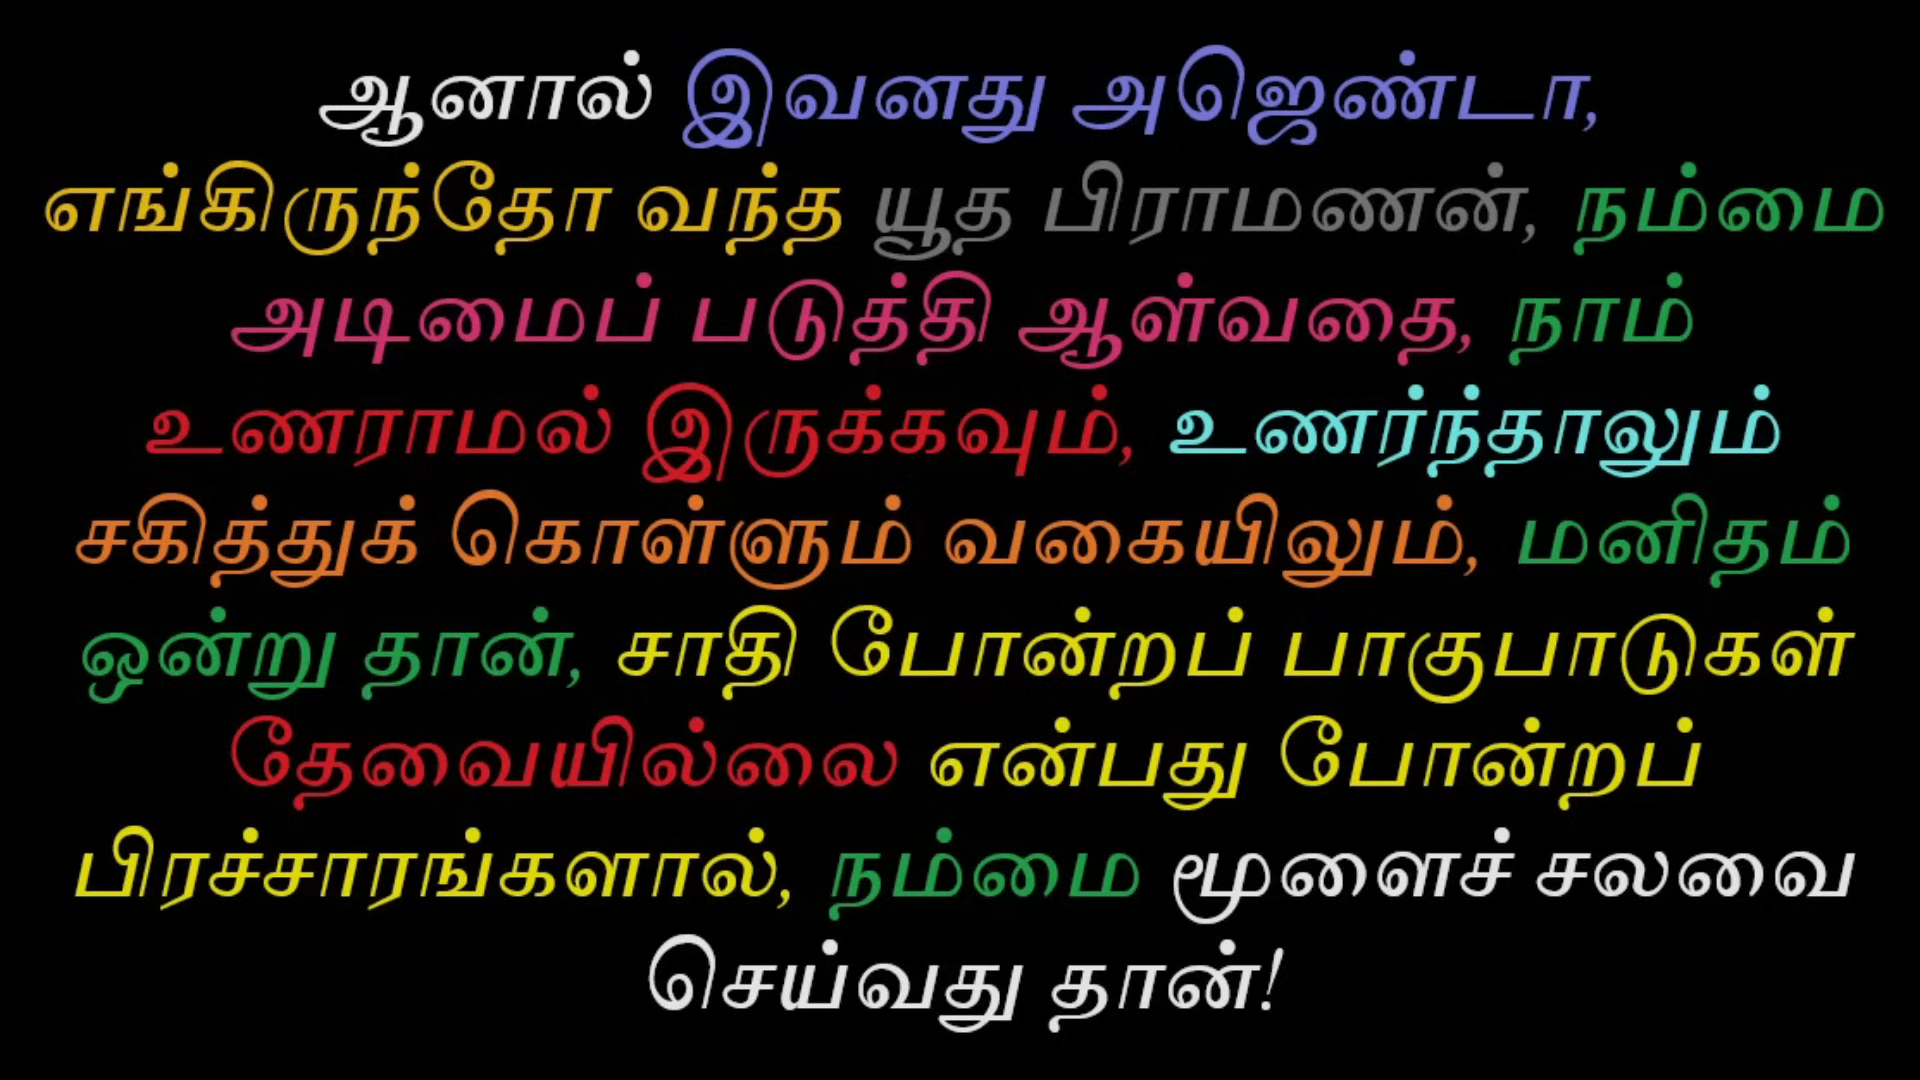 ஆனால் இவனது அஜெண்டா,
எங்கிருந்தோ வந்த யூத பிராமணன், நம்மை
அடிமைப் படுத்தி ஆள்வதை, நாம்
உணராமல் இருக்கவும், உணர்ந்தாலும்
சகித்துக் கொள்ளும் வகையிலும், மனிதம்
ஒன்று தான், சாதி போன்றப் பாகுபாடுகள்
தேவையில்லை என்பது போன்றப்
பிரச்சாரங்களால், நம்மை மூளைச் சலவை
செய்வது தான்!